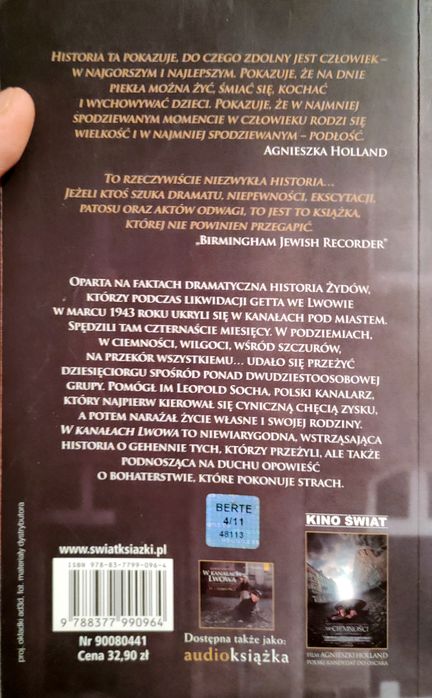 HISTORIA TA POKAZUJE, DO CZEGO ZDOLNY JEST CZŁOWIEK –
W NAJGORSZYM I NAJLEPSZYM. POKAZUJE, ŻE NA DNIE
PIEKŁA MOŻNA ŻYĆ, ŚMIAĆ SIĘ, KOCHAĆ
I WYCHOWYWAĆ DZIECI. POKAZUJE, ŻE W NAJMNIEJ
SPODZIEWANYM MOMENCIE W CZŁOWIEKU RODZI SIĘ
WIELKOŚĆ I W NAJMNIEJ SPODZIEWANYM – PODŁOŚĆ.
AGNIESZKA HOLLAND
TO RZECZYWIŚCIE NIEZWYKŁA HISTORIA...
JEŻELI KTOŚ SZUKA DRAMATU, NIEPEWNOŚCI, EKSCYTACJI,
PATOSU ORAZ AKTÓW ODWAGI, TO JEST TO KSIĄŻKA,
KTÓREJ NIE POWINIEN PRZEGAPIĆ.
„BIRMINGHAM JEWISH RECORDER"
OPARTA NA FAKTACH DRAMATYCZNA HISTORIA ŻYDÓW,
KTÓRZY PODCZAS LIKWIDACJI GETTA WE LWOWIE
W MARCU 1943 ROKU UKRYLI SIĘ W KANAŁACH POD MIASTEM.
SPĘDZILI TAM CZTERNAŚCIE MIESIĘCY. W PODZIEMIACH,
W CIEMNOŚCI, WILGOCI, WŚRÓD SZCZURÓW,
NA PRZEKÓR WSZYSTKIEMU... UDAŁO SIĘ PRZEŻYĆ
DZIESIĘCIORGU SPOŚRÓD PONAD DWUDZIESTOOSOBOWEJ
GRUPY. POMÓGŁ IM LEOPOLD SOCHA, POLSKI KANALARZ,
KTÓRY NAJPIERW KIEROWAŁ SIĘ CYNICZNĄ CHĘCIĄ ZYSKU,
A POTEM NARAŻAŁ ŻYCIE WŁASNE I SWOJEJ RODZINY.
W KANAŁACH LWOWA TO NIEWIARYGODNA, WSTRZĄSAJĄCA
HISTORIA O GEHENNIE TYCH, KTÓRZY PRZEŻYLI, ALE TAKŻE
PODNOSZĄCA NA DUCHU OPOWIEŚĆ
O BOHATERSTWIE, KTÓRE POKONUJE STRACH.
BERTE
4/11
48113
www.swiatksiazki.pl
ISBN 978-83-7799-096-4
9 788377 990964
Nr 90080441
Cena 32,90 zł
W KANAŁACH
LWOWA
Dostępna także jako:
audioksiążka
KINO ŚWIAT
W CIEMNOŚCI
FILM AGNIESZKI HOLLAND
POLSKI KANDYDAT DO OSCARA
proj. okładki ad3d, fot. materiały dystrybutora